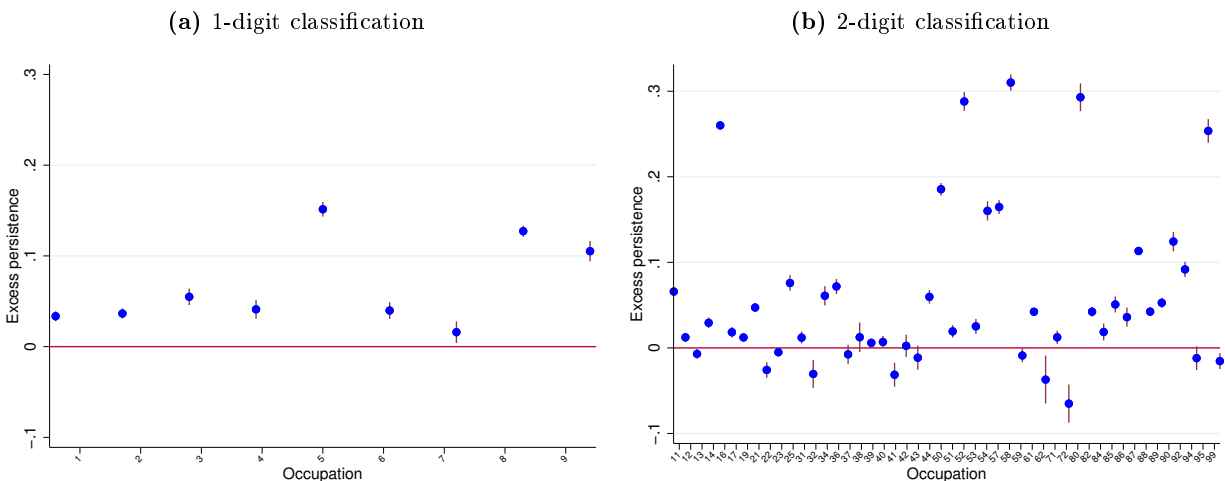 (a) 1-digit classification
.3
.2
.1
0
-.1
Excess persistence
1 2 3 4 5 6 7 8 9
Occupation
(b) 2-digit classification
.3
.2
.1
0
-.1
Excess persistence
11 12 13 14 16 17 19 21 22 23 25 31 32 34 36 37 38 39 40 41 42 43 44 50 51 52 53 54 57 58 59 61 62 71 72 80 82 84 85 86 87 88 89 90 92 94 95 99
Occupation